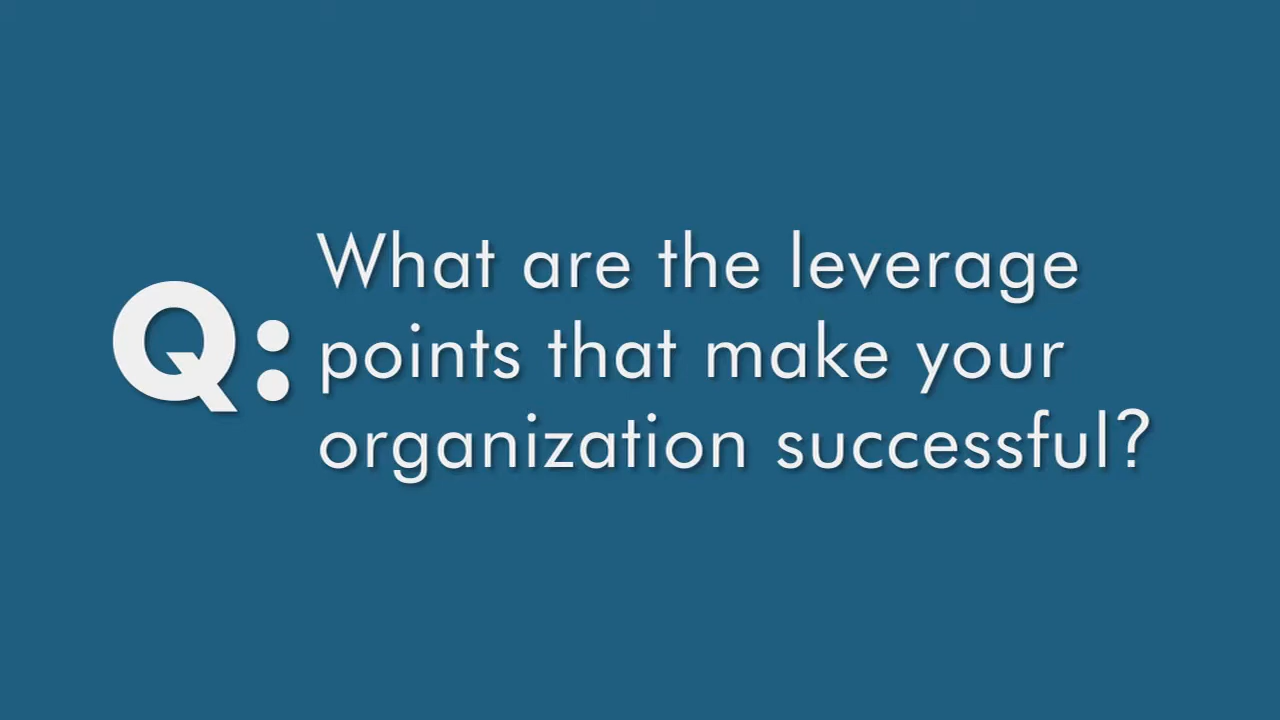 Q:
What are the leverage
points that make your
organization successful?